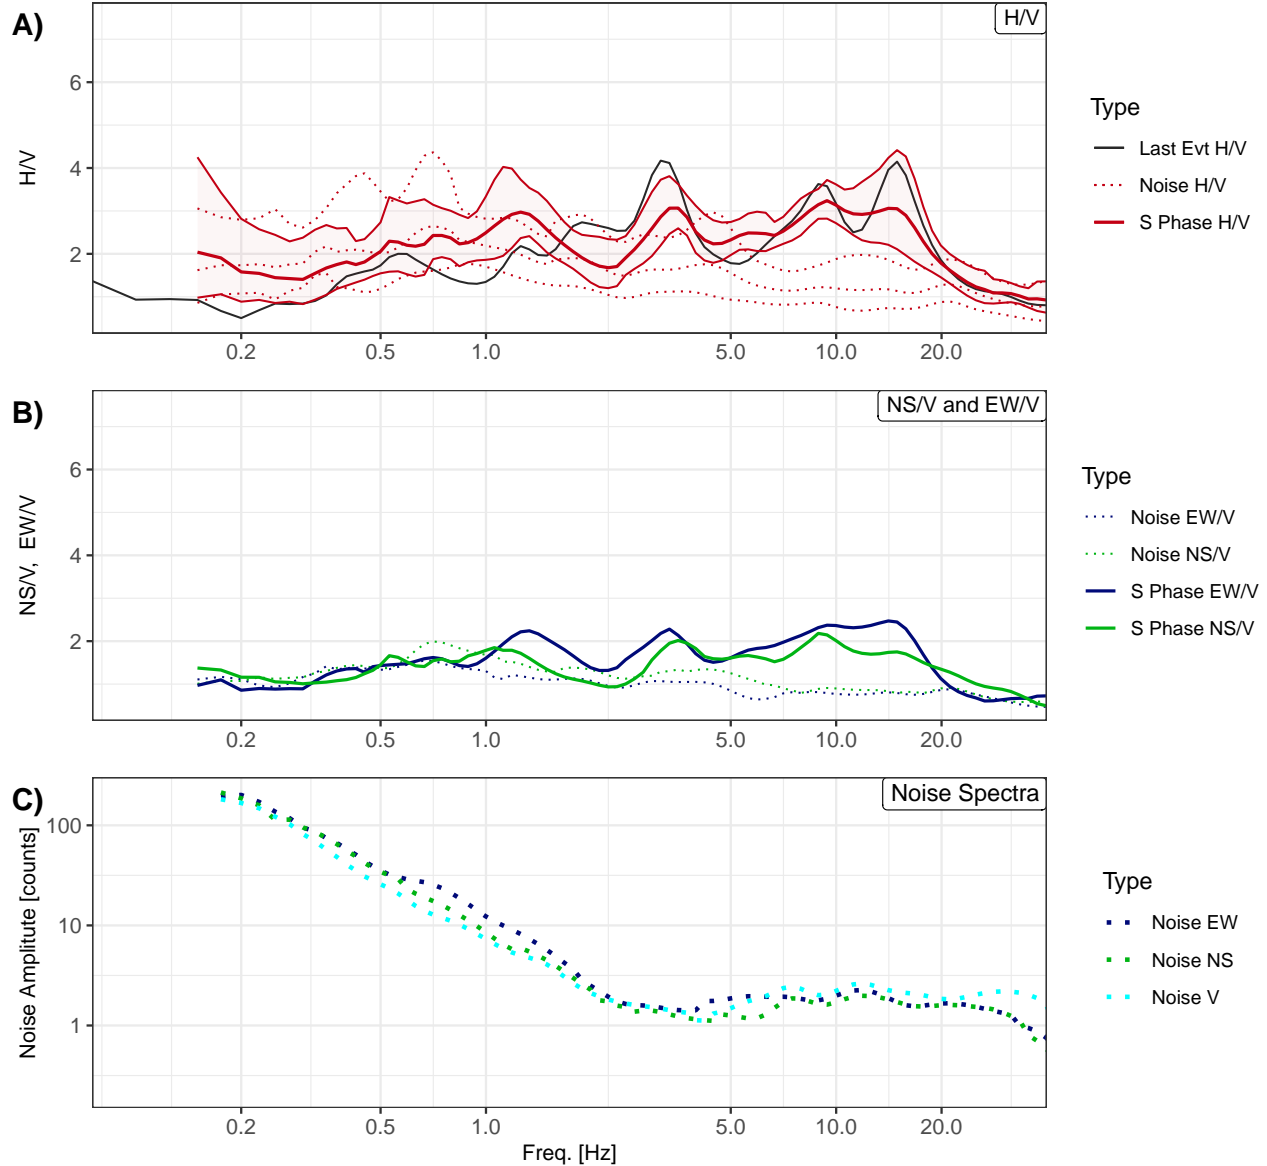 A)
H/V
6
4
2
H/V
0.2 0.5 1.0 5.0 10.0 20.0
Type
Last Evt H/V
Noise H/V
S Phase H/V
B)
NS/V and EW/V
6
4
2
NS/V,  EW/V
0.2 0.5 1.0 5.0 10.0 20.0
Type
Noise EW/V
Noise NS/V
S Phase EW/V
S Phase NS/V
C)
Noise Spectra
100
10
1
Noise Amplitute [counts]
0.2 0.5 1.0 5.0 10.0 20.0
Freq. [Hz]
Type
Noise EW
Noise NS
Noise V